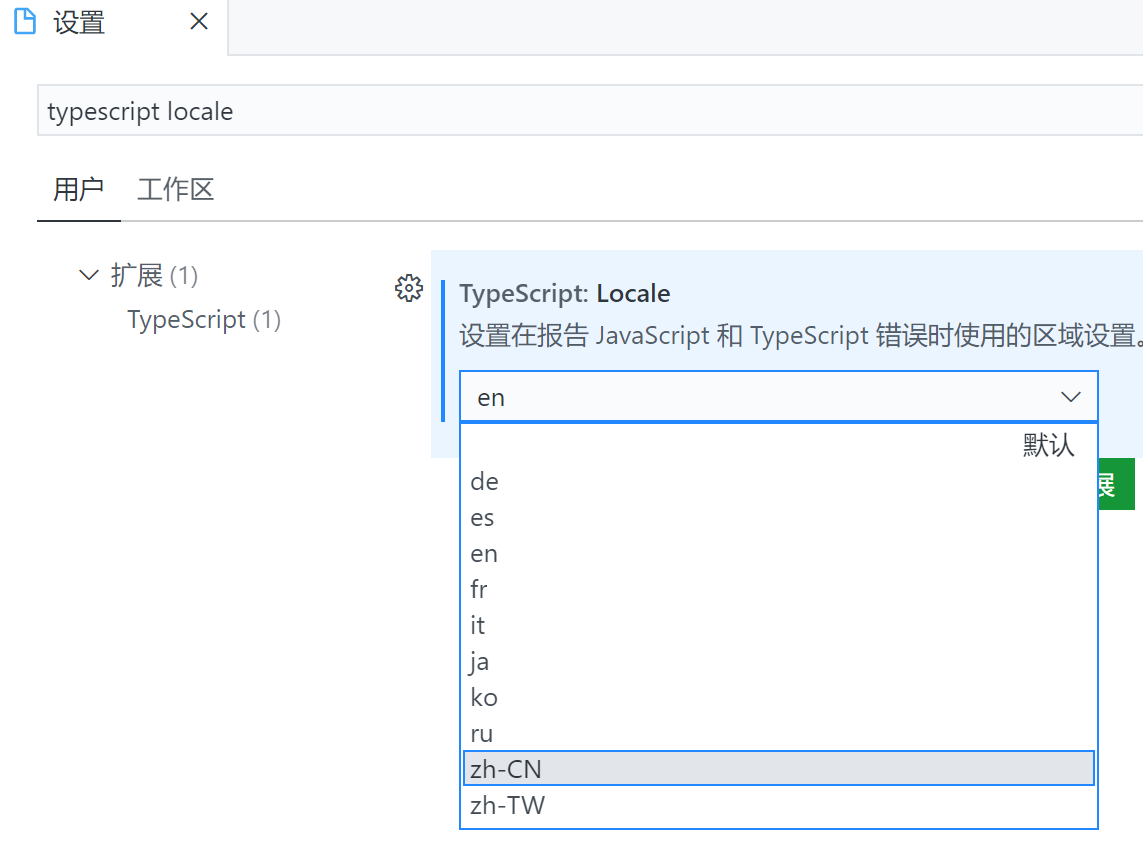 设置
typescript locale
用户 工作区
扩展 (1)
TypeScript (1)
TypeScript: Locale
设置在报告 JavaScript 和 TypeScript 错误时使用的区域设置。
en
默认
de
es
en
fr
it
ja
ko
ru
zh-CN
zh-TW